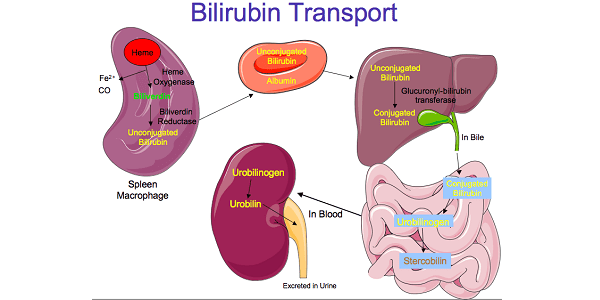 Bilirubin Transport
Heme
Fe2+
CO
Heme
Oxygenase
Biliverdin
Biliverdin
Reductase
Unconjugated
Bilirubin
Spleen
Macrophage
Unconjugated
Bilirubin
Albumin
Unconjugated
Bilirubin
Glucuronyl-bilirubin
transferase
Conjugated
Bilirubin
In Bile
Conjugated
Bilirubin
Urobilinogen
Stercobilin
In Blood
Urobilinogen
Urobilin
Excreted in Urine